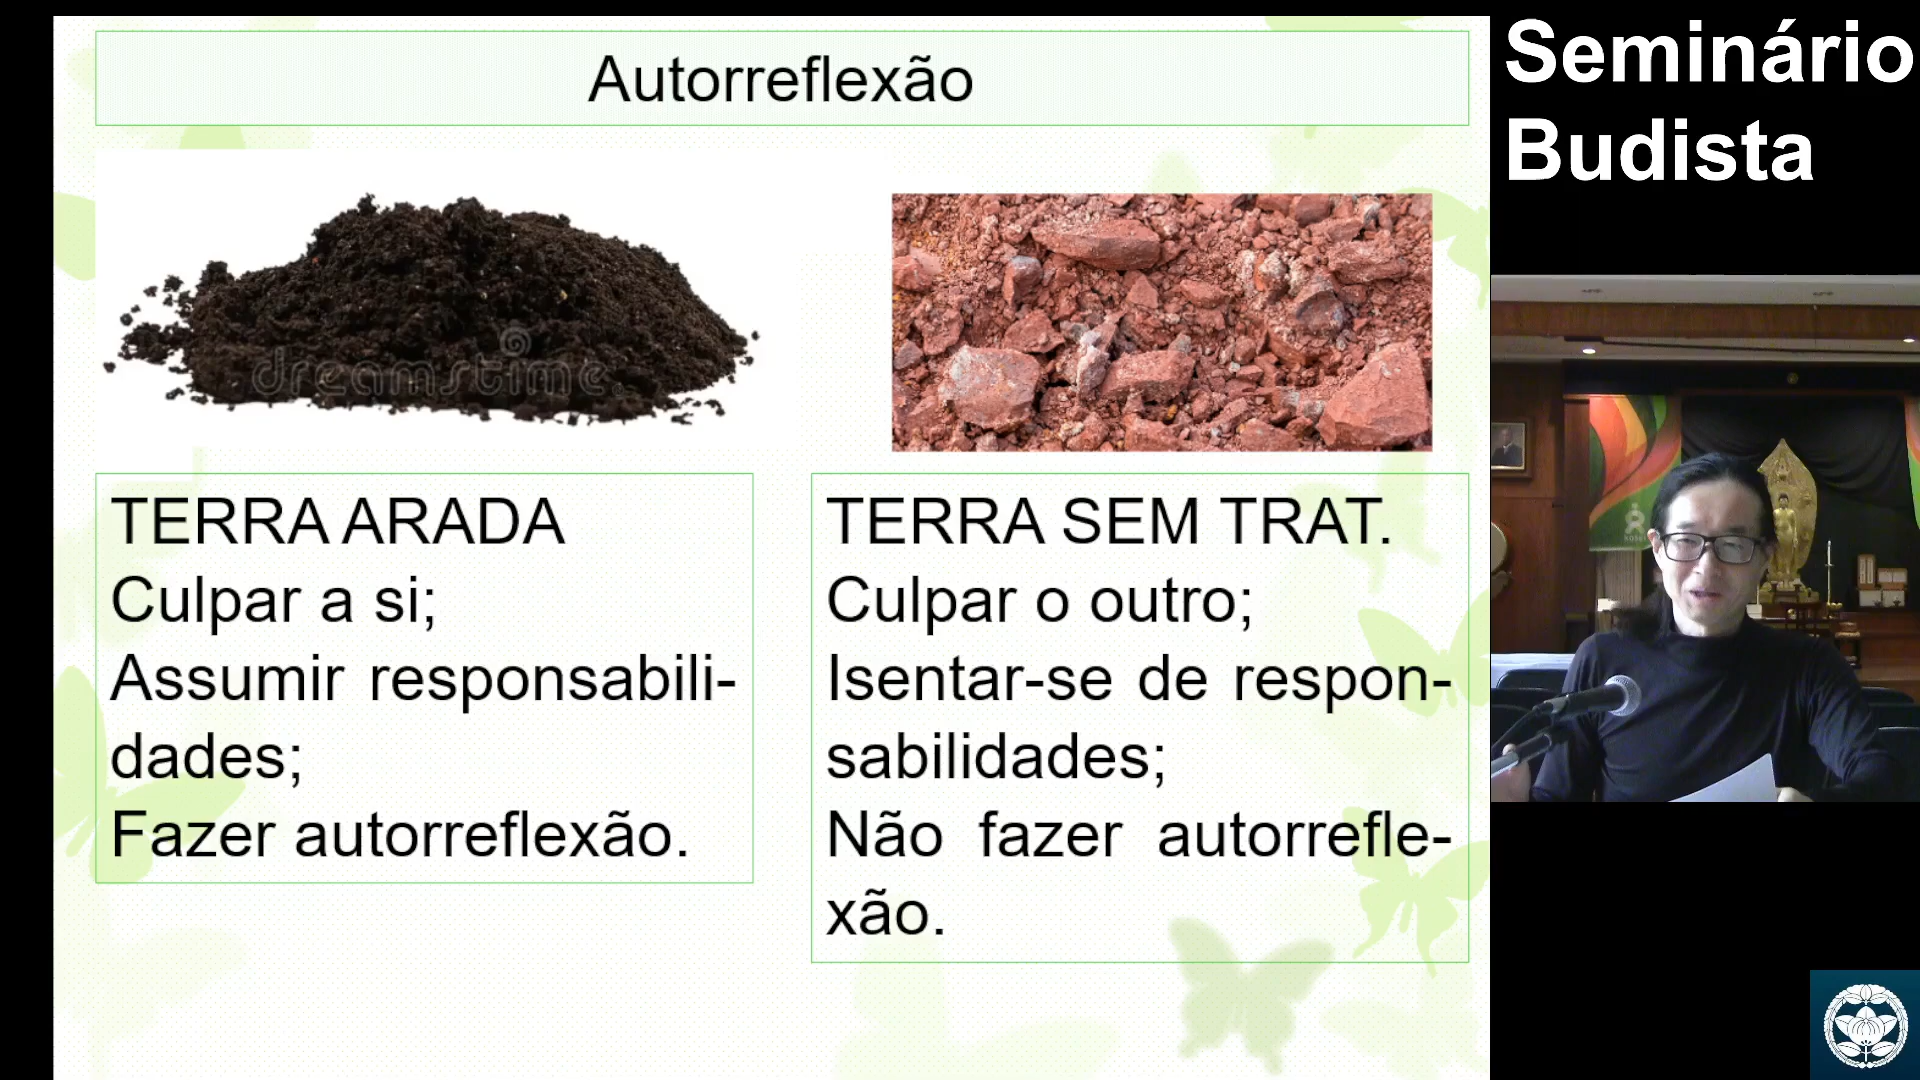 Autorreflexão
dreamstime
TERRA ARADA
Culpar a si;
Assumir responsabili-
dades;
Fazer autorreflexão.
TERRA SEM TRAT.
Culpar o outro;
Isentar-se de respon-
sabilidades;
Não fazer autorrefle-
xão.
Seminário
Budista